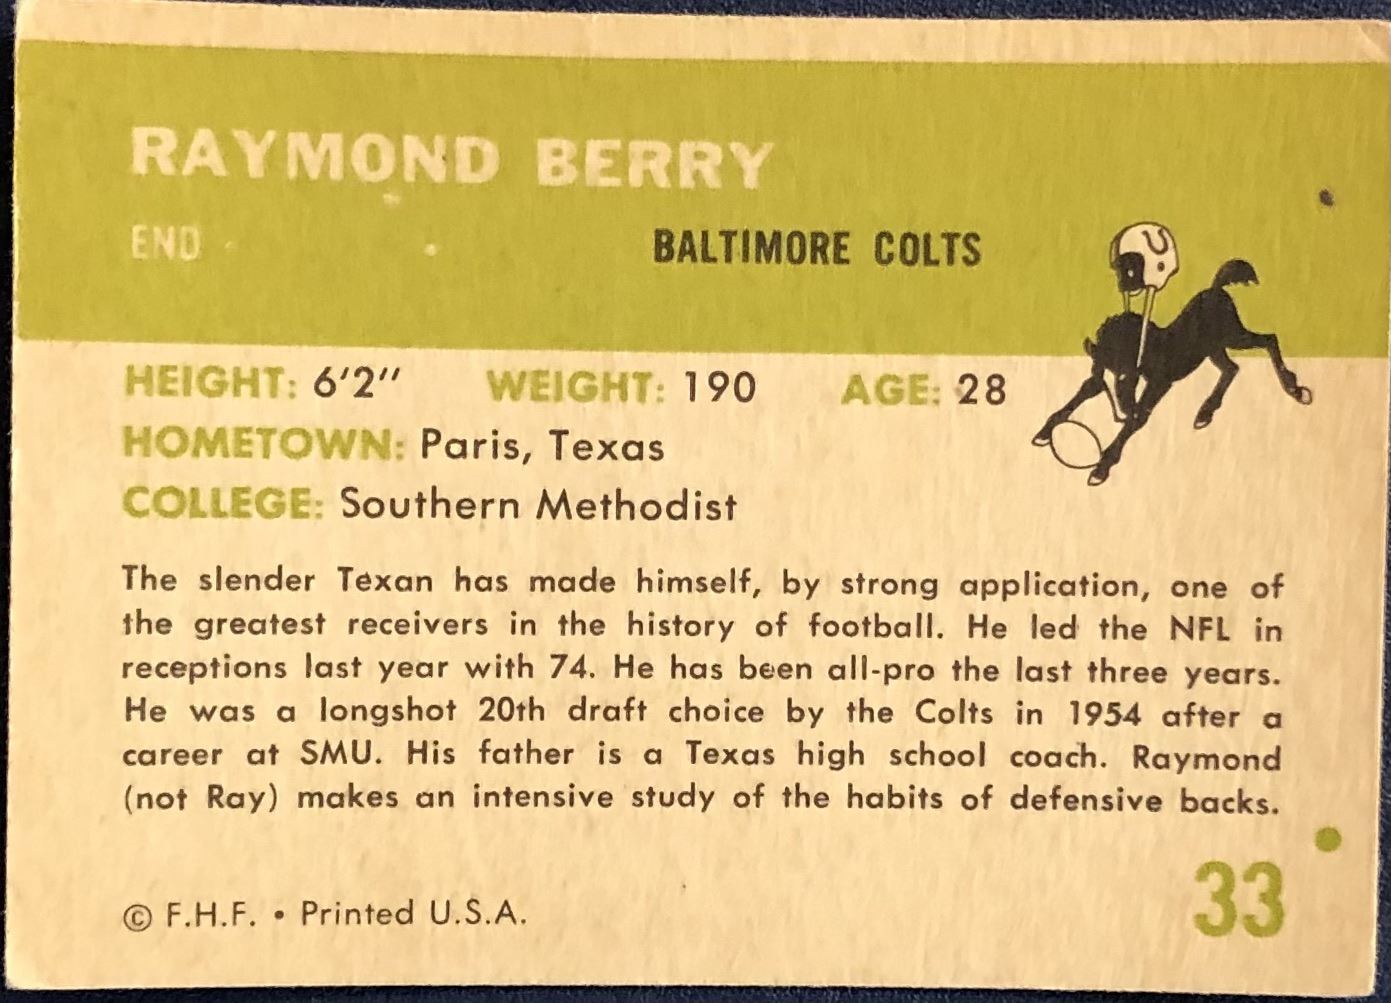 RAYMOND BERRY
END BALTIMORE COLTS
HEIGHT: 6'2" WEIGHT: 190 AGE: 28
HOMETOWN: Paris, Texas
COLLEGE: Southern Methodist
The slender Texan has made himself, by strong application, one of
the greatest receivers in the history of football. He led the NFL in
receptions last year with 74. He has been all-pro the last three years.
He was a longshot 20th draft choice by the Colts in 1954 after a
career at SMU. His father is a Texas high school coach. Raymond
(not Ray) makes an intensive study of the habits of defensive backs.
© F.H.F. • Printed U.S.A.
33